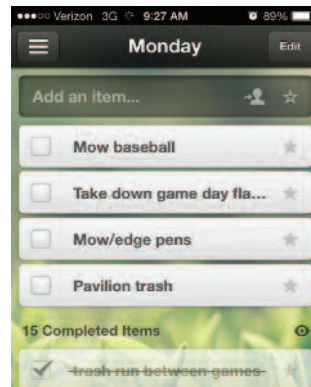 Verizon 3G 9:27 AM 89%
Monday Edit
Add an item...
Mow baseball
Take down game day fla...
Mow/edge pens
Pavilion trash
15 Completed Items
trash run between games